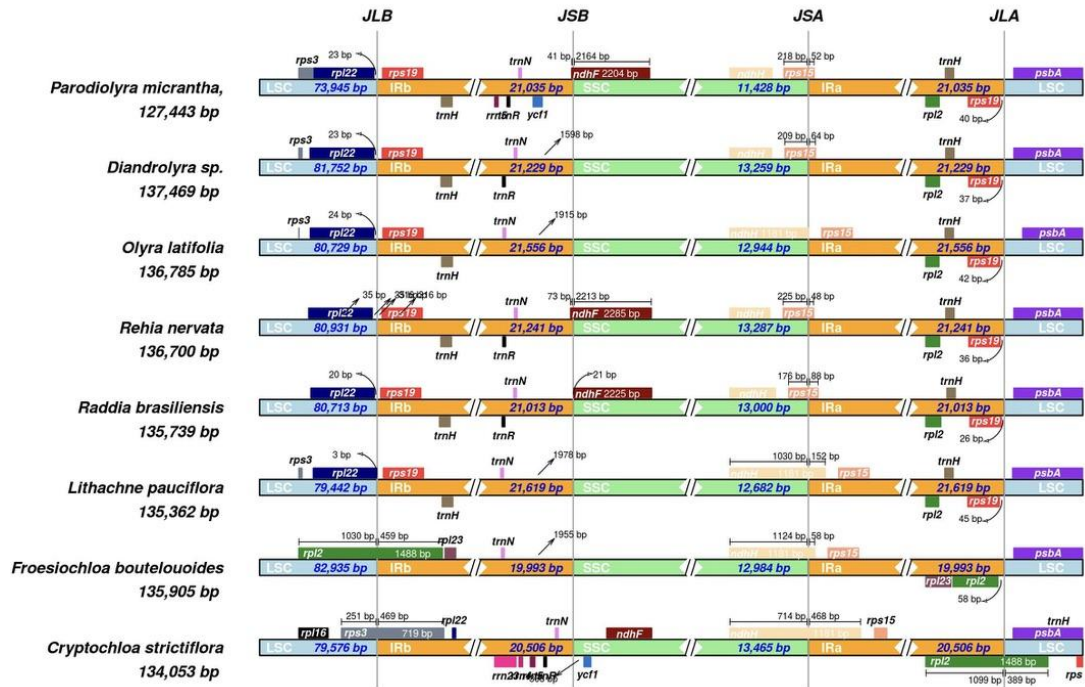 JLB JSB JSA JLA
Parodiolyra micrantha,
127,443 bp
rps3 23 bp trnN 41 bp 2164 bp 218 bp 52 bp trnH
rpl22 rps19 ndhF 2204 bp ndhH rps15 psbA
LSC 73,945 bp IRb 21,035 bp SSC 11,428 bp IRa 21,035 bp LSC
trnH trnR ycf1 rpl2 rps19
40 bp
Diandrolyra sp.
137,469 bp
rps3 23 bp trnN 1598 bp 209 bp 64 bp trnH
rpl22 rps19 ndhH rps15 psbA
LSC 81,752 bp IRb 21,229 bp SSC 13,259 bp IRa 21,229 bp LSC
trnH trnR rpl2 rps19
37 bp
Olyra latifolia
136,785 bp
rps3 24 bp trnN 1915 bp trnH
rpl22 rps19 ndhH 1181 bp rps15 psbA
LSC 80,729 bp IRb 21,556 bp SSC 12,944 bp IRa 21,556 bp LSC
trnH rpl2 rps19
42 bp
Rehia nervata
136,700 bp
35 bp 316 bp trnN 73 bp 2213 bp 225 bp 48 bp trnH
rpl22 rps19 ndhF 2285 bp ndhH rps15 psbA
LSC 80,931 bp IRb 21,241 bp SSC 13,287 bp IRa 21,241 bp LSC
trnH trnR rpl2 rps19
36 bp
Raddia brasiliensis
135,739 bp
20 bp trnN 21 bp 176 bp 88 bp trnH
rpl22 rps19 ndhF 2225 bp ndhH rps15 psbA
LSC 80,713 bp IRb 21,013 bp SSC 13,000 bp IRa 21,013 bp LSC
trnH trnR rpl2 rps19
26 bp
Lithachne pauciflora
135,362 bp
rps3 3 bp trnN 1978 bp 1030 bp 152 bp trnH
rpl22 rps19 ndhH 1181 bp rps15 psbA
LSC 79,442 bp IRb 21,619 bp SSC 12,682 bp IRa 21,619 bp LSC
trnH rpl2 rps19
45 bp
Froesiochloa boutelouoides
135,905 bp
1030 bp 459 bp rpl23 trnN 1955 bp 1124 bp 58 bp
rpl2 1488 bp ndhH 1181 bp rps15 psbA
LSC 82,935 bp IRb 19,993 bp SSC 12,984 bp IRa 19,993 bp LSC
rpl23 rpl2
58 bp
Cryptochloa strictiflora
134,053 bp
251 bp 469 bp rpl22 trnN 714 bp 468 bp rps15 trnH
rpl16 rps3 719 bp ndhF ndhH 1181 bp psbA
LSC 79,576 bp IRb 20,506 bp SSC 13,465 bp IRa 20,506 bp LSC
ycf1 rpl2 1488 bp rps
1099 bp 389 bp